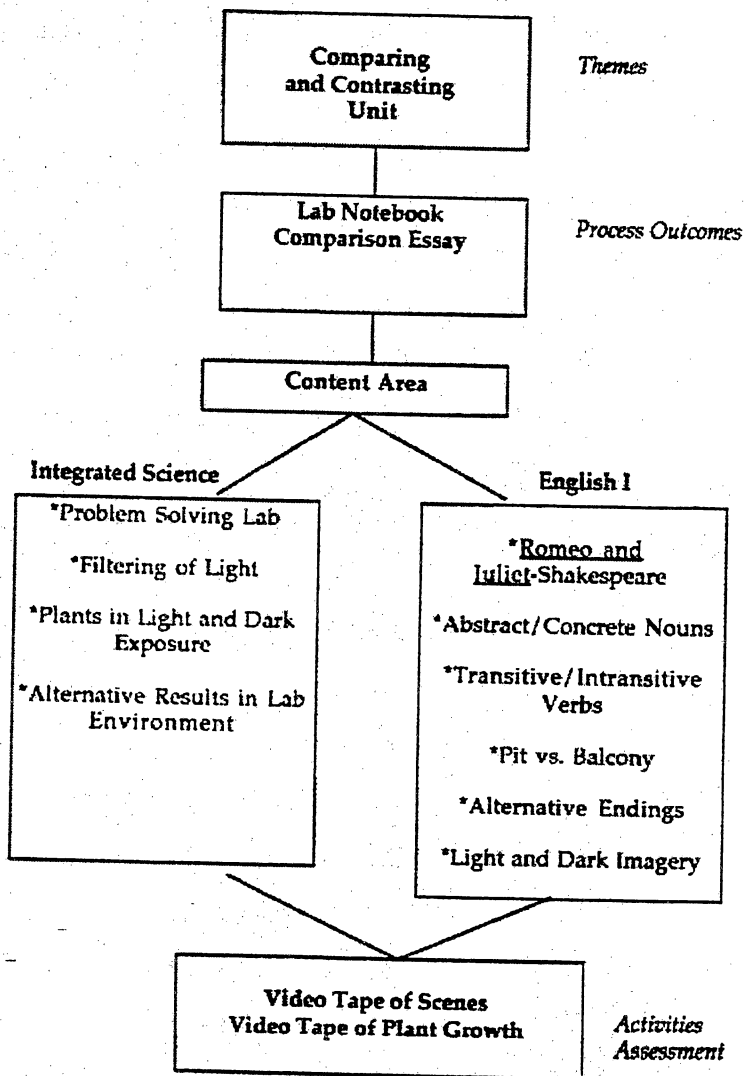 Comparing
and Contrasting
Unit
Themes
Lab Notebook
Comparison Essay
Process Outcomes
Content Area
Integrated Science
*Problem Solving Lab
*Filtering of Light
*Plants in Light and Dark
Exposure
*Alternative Results in Lab
Environment
English I
*Romeo and
Juliet-Shakespeare
*Abstract/Concrete Nouns
*Transitive/Intransitive
Verbs
*Pit vs. Balcony
*Alternative Endings
*Light and Dark Imagery
Video Tape of Scenes
Video Tape of Plant Growth
Activities
Assessment